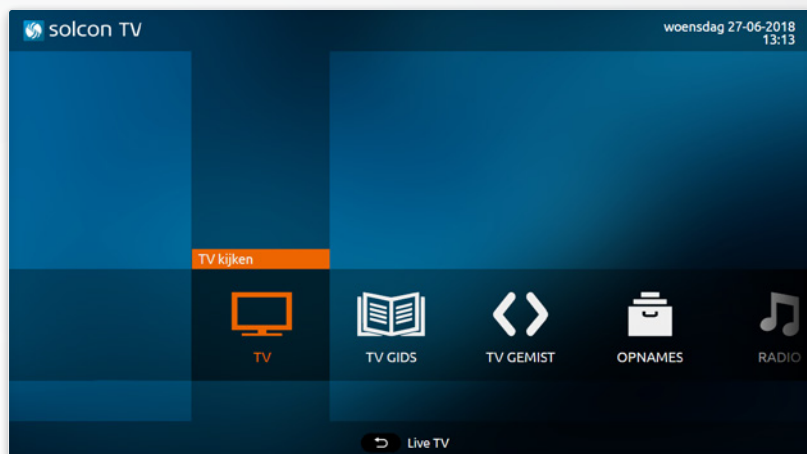 solcon TV
woensdag 27-06-2018
13:13
TV kijken
TV
TV GIDS
TV GEMIST
OPNAMES
RADIO
Live TV